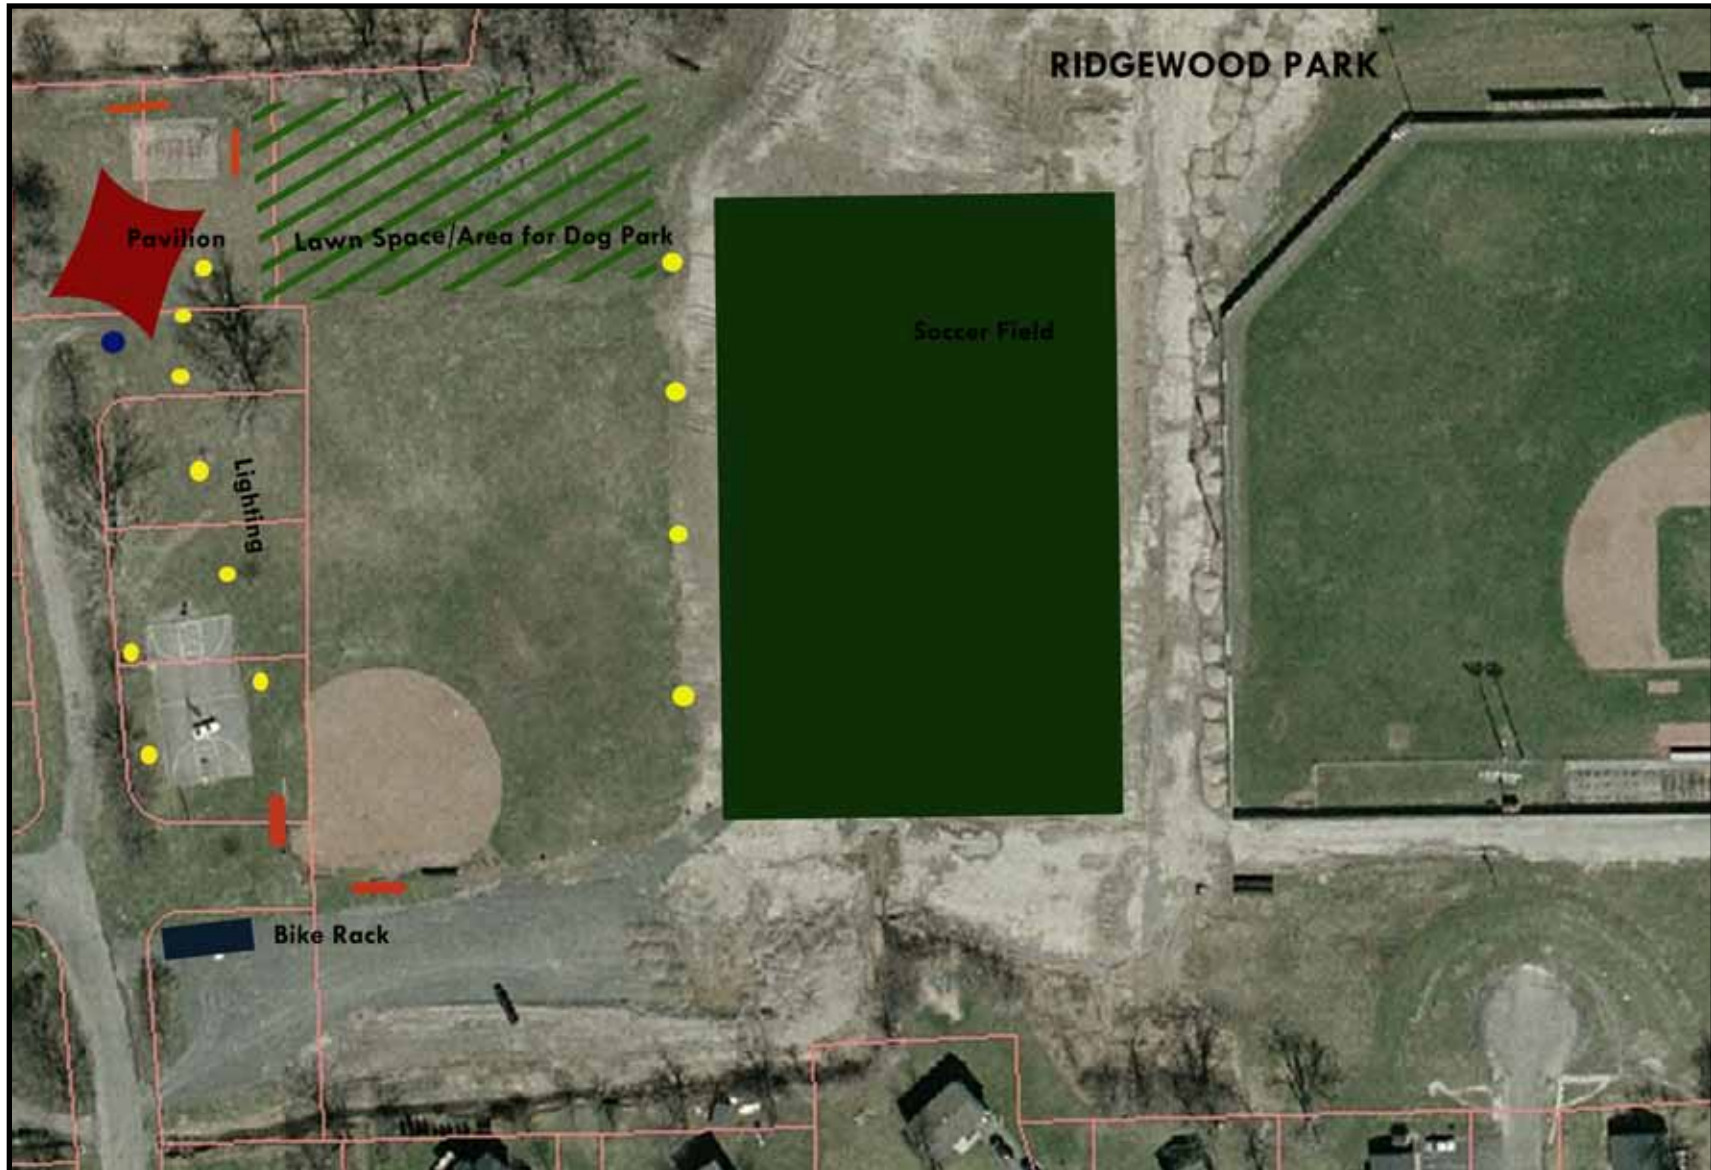 RIDGEWOOD PARK
Pavilion
Lawn Space/Area for Dog Park
Soccer Field
Lighting
Bike Rack